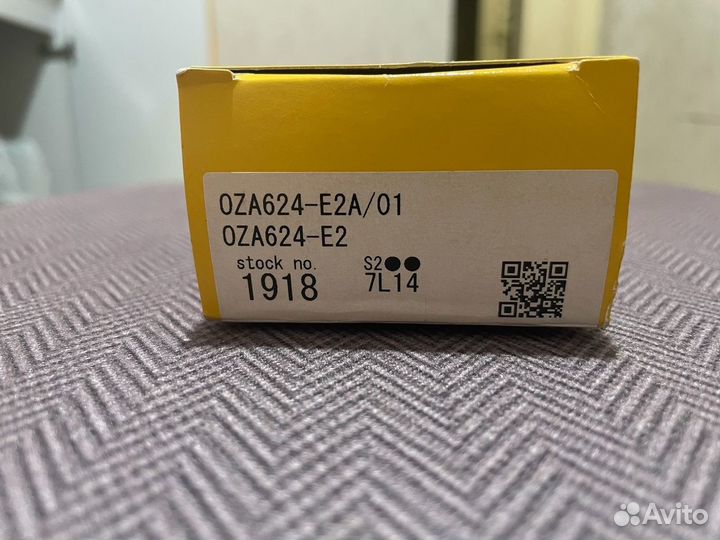 OZA624-E2A/01
OZA624-E2
stock no.
1918
S2●●
7L14
Avito